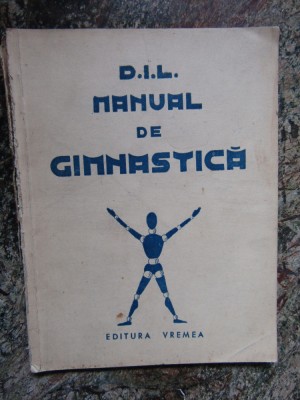 D.I.L.
MANUAL
DE
GIMNASTICĂ
EDITURA VREMEA